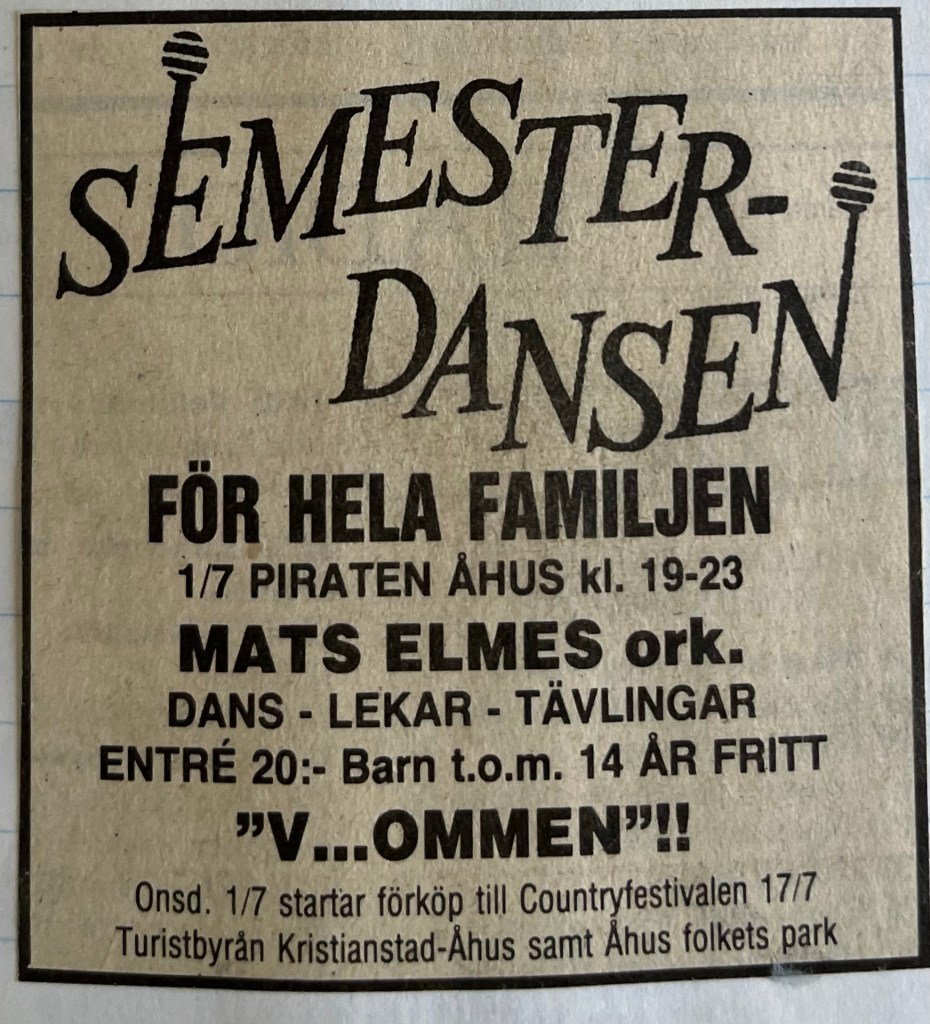 SEMESTER-
DANSEN
FÖR HELA FAMILJEN
1/7 PIRATEN ÅHUS kl. 19-23
MATS ELMES ork.
DANS - LEKAR - TÄVLINGAR
ENTRÉ 20:- Barn t.o.m. 14 ÅR FRITT
”V...OMMEN”!!
Onsd. 1/7 startar förköp till Countryfestivalen 17/7
Turistbyrån Kristianstad-Åhus samt Åhus folkets park